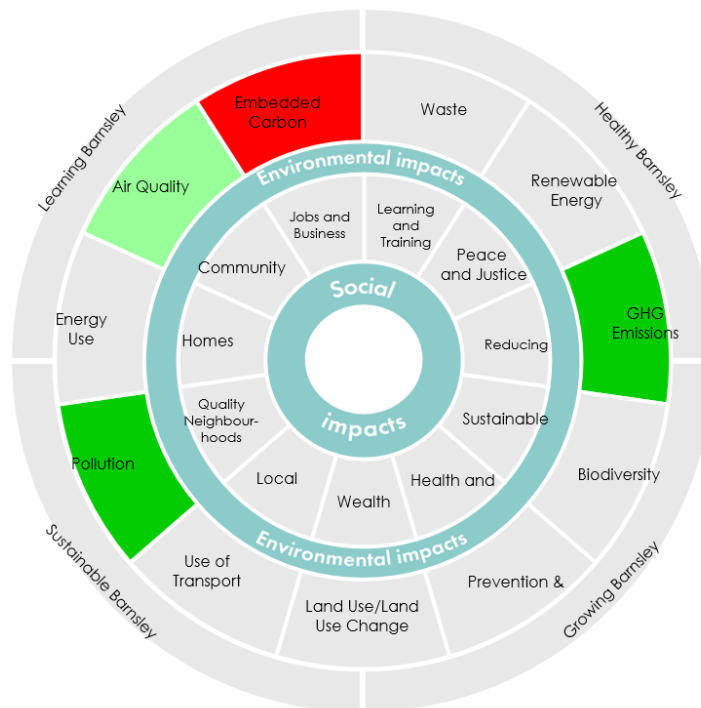 Learning Barnsley
Healthy Barnsley
Growing Barnsley
Sustainable Barnsley
Environmental impacts
Embedded
Carbon
Waste
Renewable
Energy
GHG
Emissions
Biodiversity
Prevention &
Land Use/Land
Use Change
Use of
Transport
Pollution
Energy
Use
Air Quality
Environmental impacts
Social
impacts
Jobs and
Business
Learning
and
Training
Peace
and Justice
Reducing
Sustainable
Health and
Wealth
Local
Quality
Neighbour-
hoods
Homes
Community